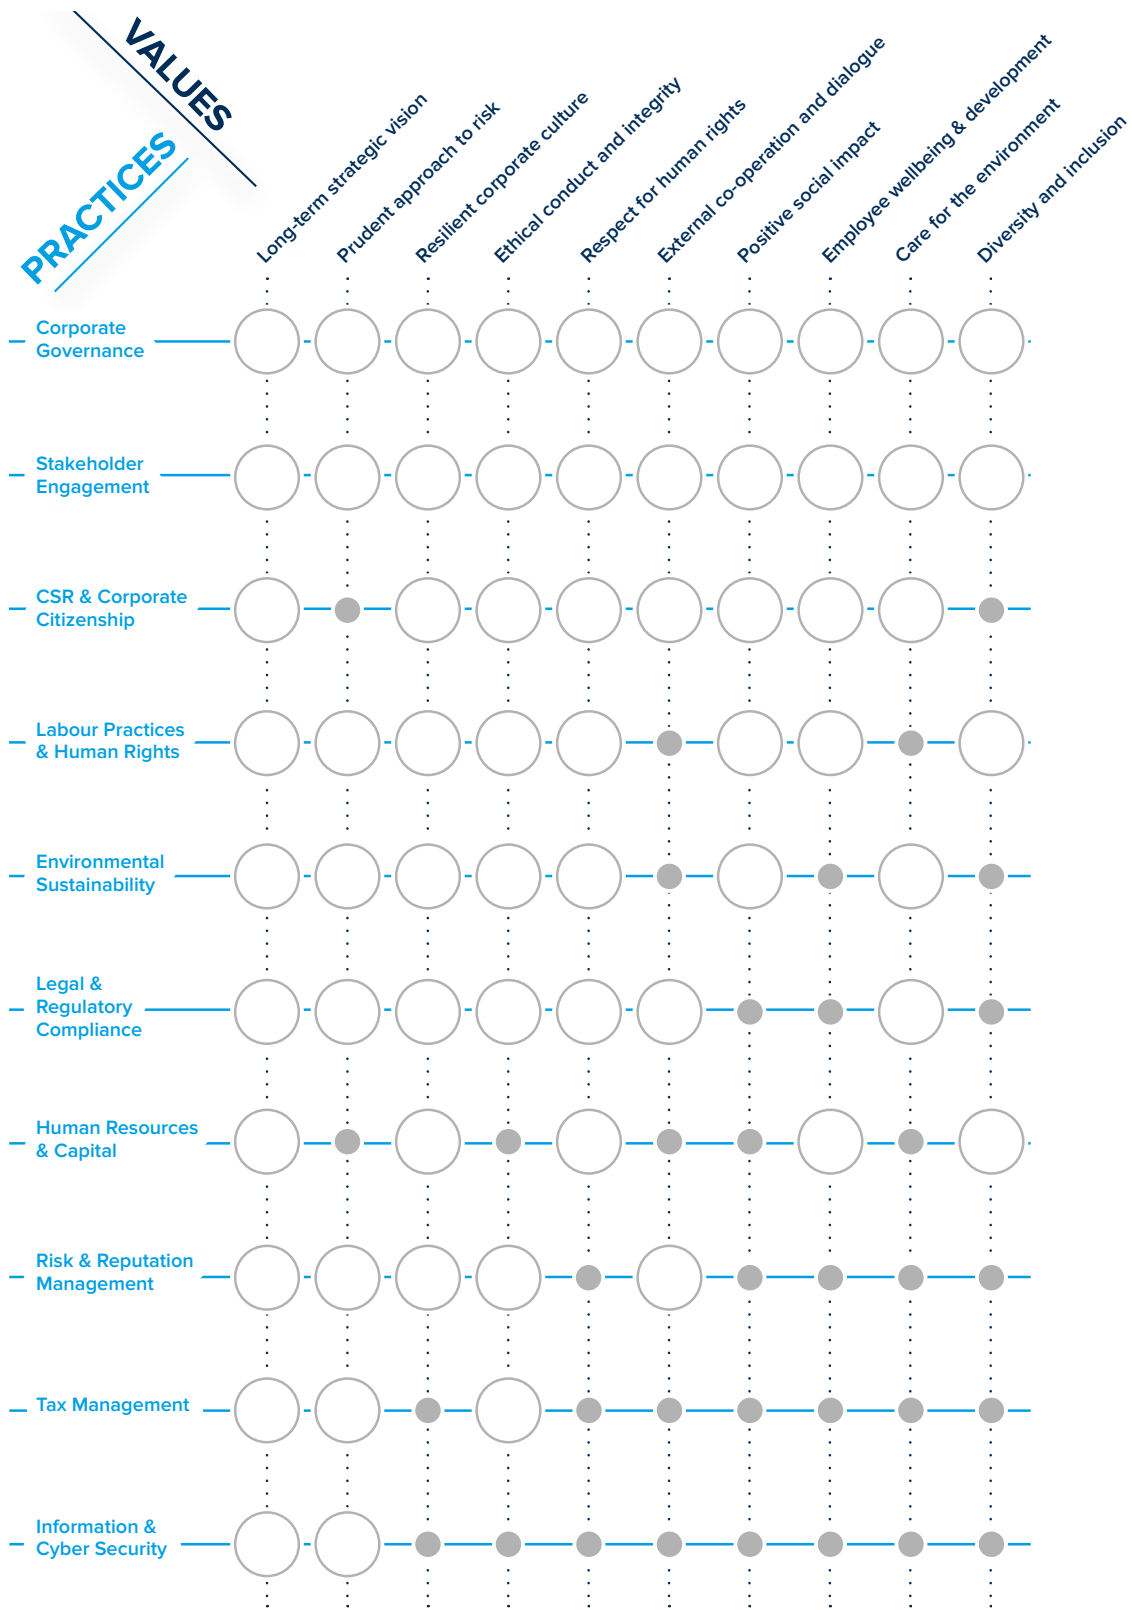 VALUES
PRACTICES
Long-term strategic vision
Prudent approach to risk
Resilient corporate culture
Ethical conduct and integrity
Respect for human rights
External co-operation and dialogue
Positive social impact
Employee wellbeing & development
Care for the environment
Diversity and inclusion
Corporate
Governance
Stakeholder
Engagement
CSR & Corporate
Citizenship
Labour Practices
& Human Rights
Environmental
Sustainability
Legal &
Regulatory
Compliance
Human Resources
& Capital
Risk & Reputation
Management
Tax Management
Information &
Cyber Security